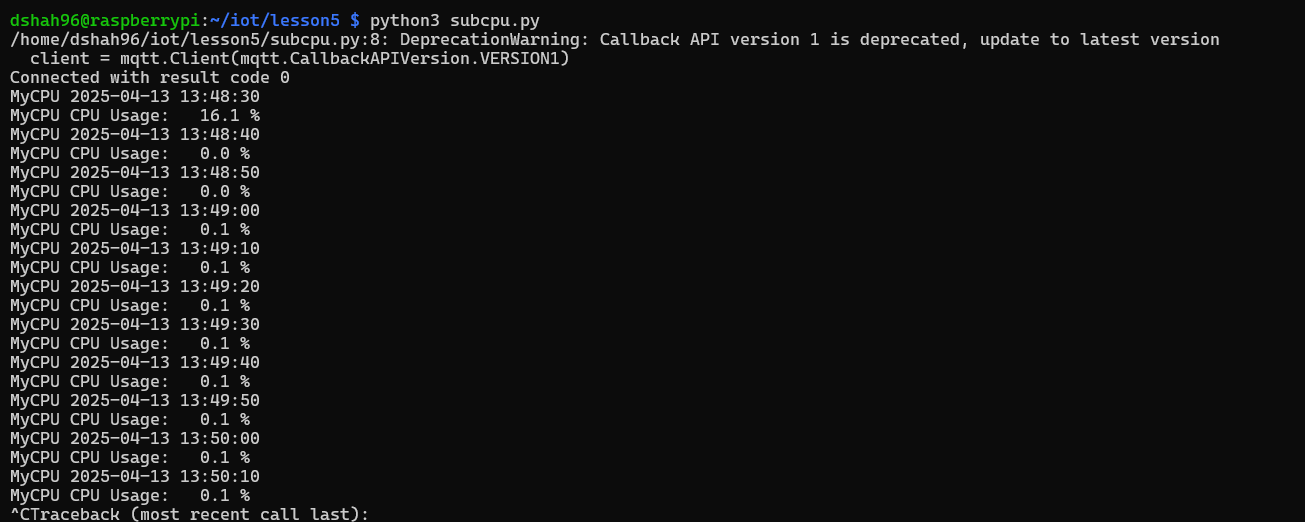 dshah96@raspberrypi:~/iot/lesson5 $ python3 subcpu.py
/home/dshah96/iot/lesson5/subcpu.py:8: DeprecationWarning: Callback API version 1 is deprecated, update to latest version
  client = mqtt.Client(mqtt.CallbackAPIVersion.VERSION1)
Connected with result code 0
MyCPU 2025-04-13 13:48:30
MyCPU CPU Usage:   16.1 %
MyCPU 2025-04-13 13:48:40
MyCPU CPU Usage:   0.0 %
MyCPU 2025-04-13 13:48:50
MyCPU CPU Usage:   0.0 %
MyCPU 2025-04-13 13:49:00
MyCPU CPU Usage:   0.1 %
MyCPU 2025-04-13 13:49:10
MyCPU CPU Usage:   0.1 %
MyCPU 2025-04-13 13:49:20
MyCPU CPU Usage:   0.1 %
MyCPU 2025-04-13 13:49:30
MyCPU CPU Usage:   0.1 %
MyCPU 2025-04-13 13:49:40
MyCPU CPU Usage:   0.1 %
MyCPU 2025-04-13 13:49:50
MyCPU CPU Usage:   0.1 %
MyCPU 2025-04-13 13:50:00
MyCPU CPU Usage:   0.1 %
MyCPU 2025-04-13 13:50:10
MyCPU CPU Usage:   0.1 %
^CTraceback (most recent call last):